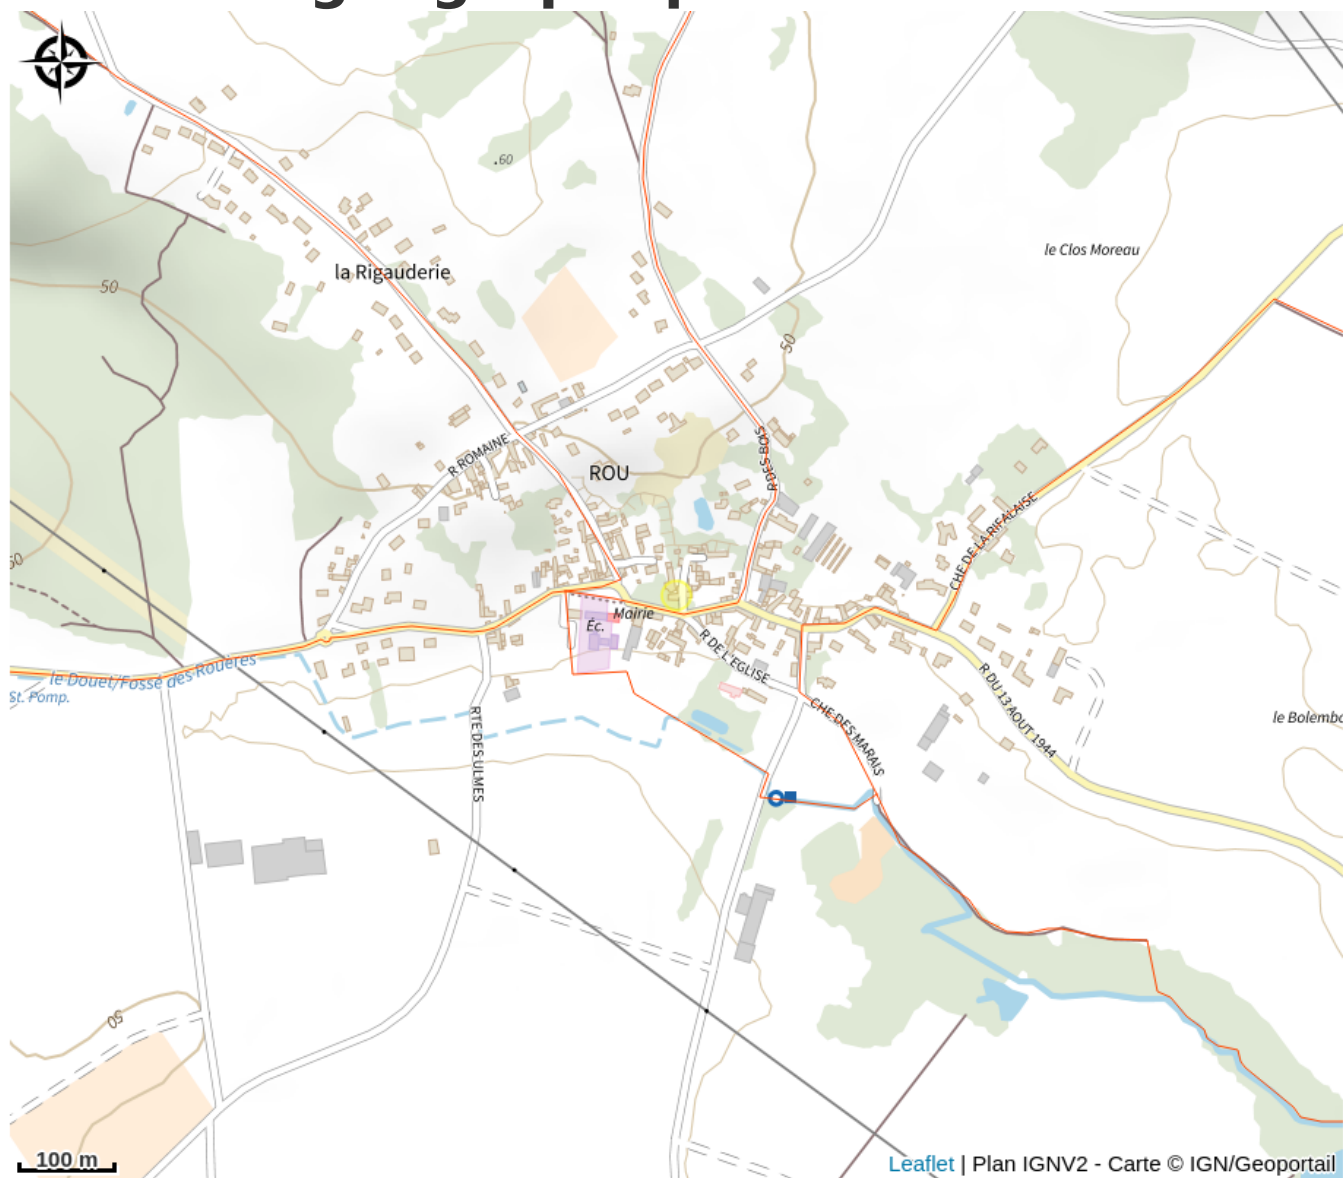 .60
le Clos Moreau
la Rigauderie
50
50
R ROMAINE
ROU
R DES BOIS
CHE DE LA RIFALAISE
50
Mairie
Éc.
R DE L'EGLISE
le Douet/Fossé des Rouères
St. Pomp.
R DU 13 AOUT 1944
CHE DES MARAIS
RTE DES ULMES
50
100 m
Leaflet | Plan IGNV2 - Carte © IGN/Geoportail